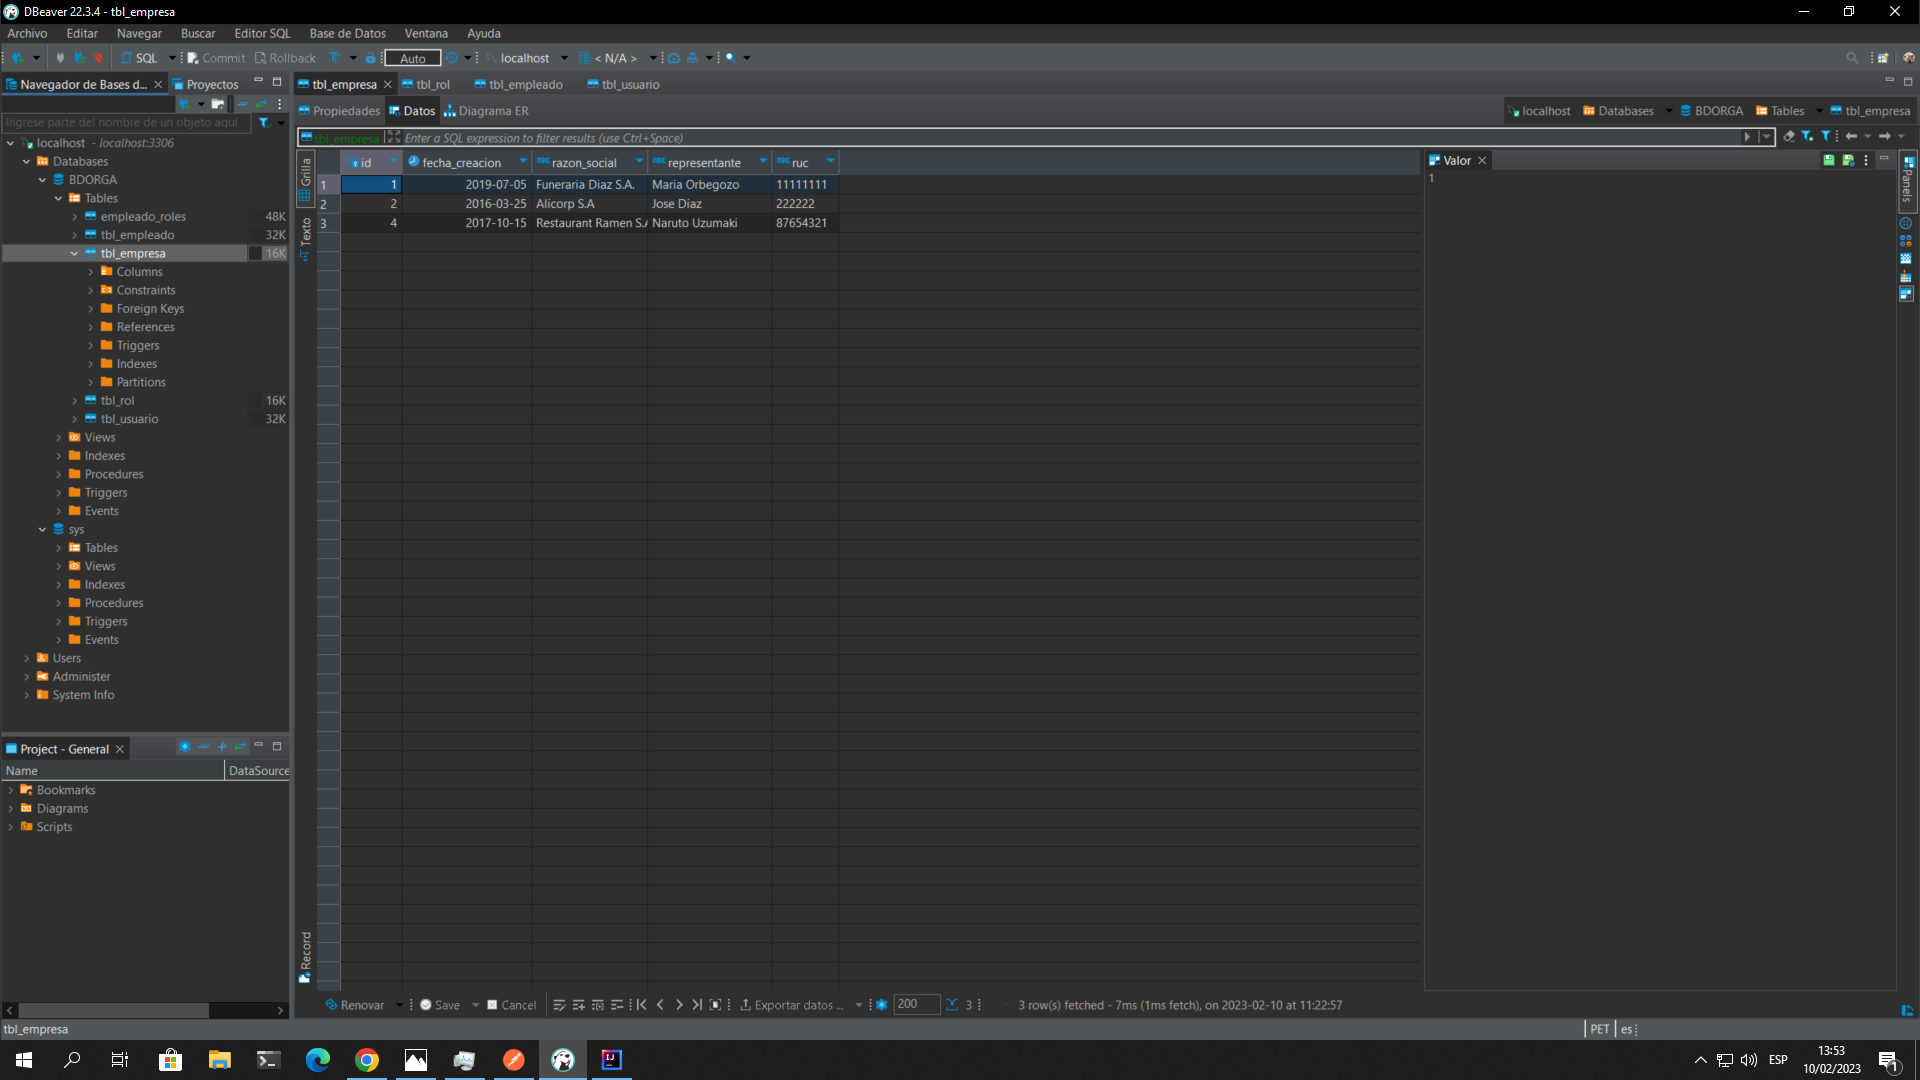 DBeaver 22.3.4 - tbl_empresa
Archivo Editar Navegar Buscar Editor SQL Base de Datos Ventana Ayuda
SQL Commit Rollback Auto localhost < N/A >
Navegador de Bases d... Proyectos
tbl_empresa tbl_rol tbl_empleado tbl_usuario
Propiedades Datos Diagrama ER
localhost Databases BDORGA Tables tbl_empresa
Ingrese parte del nombre de un objeto aquí
tbl_empresa Enter a SQL expression to filter results (use Ctrl+Space)
localhost - localhost:3306
Databases
BDORGA
Tables
empleado_roles 48K
tbl_empleado 32K
tbl_empresa 16K
Columns
Constraints
Foreign Keys
References
Triggers
Indexes
Partitions
tbl_rol 16K
tbl_usuario 32K
Views
Indexes
Procedures
Triggers
Events
sys
Tables
Views
Indexes
Procedures
Triggers
Events
Users
Administer
System Info
Project - General
Name DataSource
Bookmarks
Diagrams
Scripts
Grilla
Texto
Record
id fecha_creacion razon_social representante ruc
1 1 2019-07-05 Funeraria Diaz S.A. Maria Orbegozo 11111111
2 2 2016-03-25 Alicorp S.A Jose Diaz 222222
3 4 2017-10-15 Restaurant Ramen S.A Naruto Uzumaki 87654321
Valor
1
Panels
Renovar Save Cancel Exportar datos ... 200 3 3 row(s) fetched - 7ms (1ms fetch), on 2023-02-10 at 11:22:57
tbl_empresa PET es
ESP 13:53
10/02/2023
1